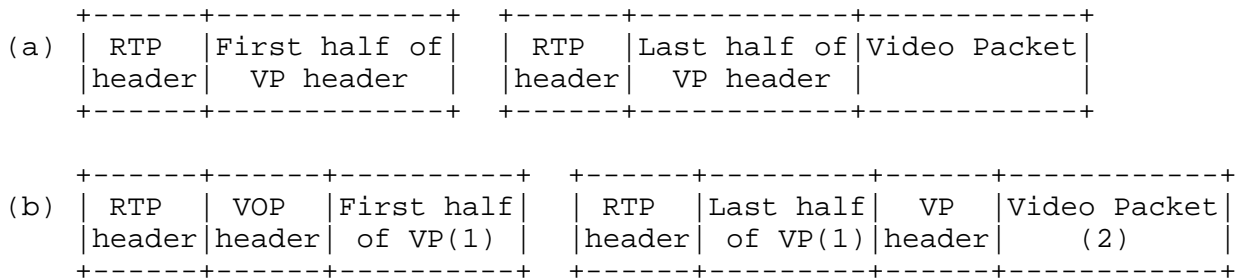 +------+-------------+  +------+------------+------------+
(a)  | RTP  |First half of|  | RTP  |Last half of|Video Packet|
     |header|  VP header  |  |header|  VP header |            |
     +------+-------------+  +------+------------+------------+

     +------+------+----------+  +------+---------+------+------------+
(b)  | RTP  | VOP  |First half|  | RTP  |Last half|  VP  |Video Packet|
     |header|header| of VP(1) |  |header| of VP(1)|header|    (2)     |
     +------+------+----------+  +------+---------+------+------------+